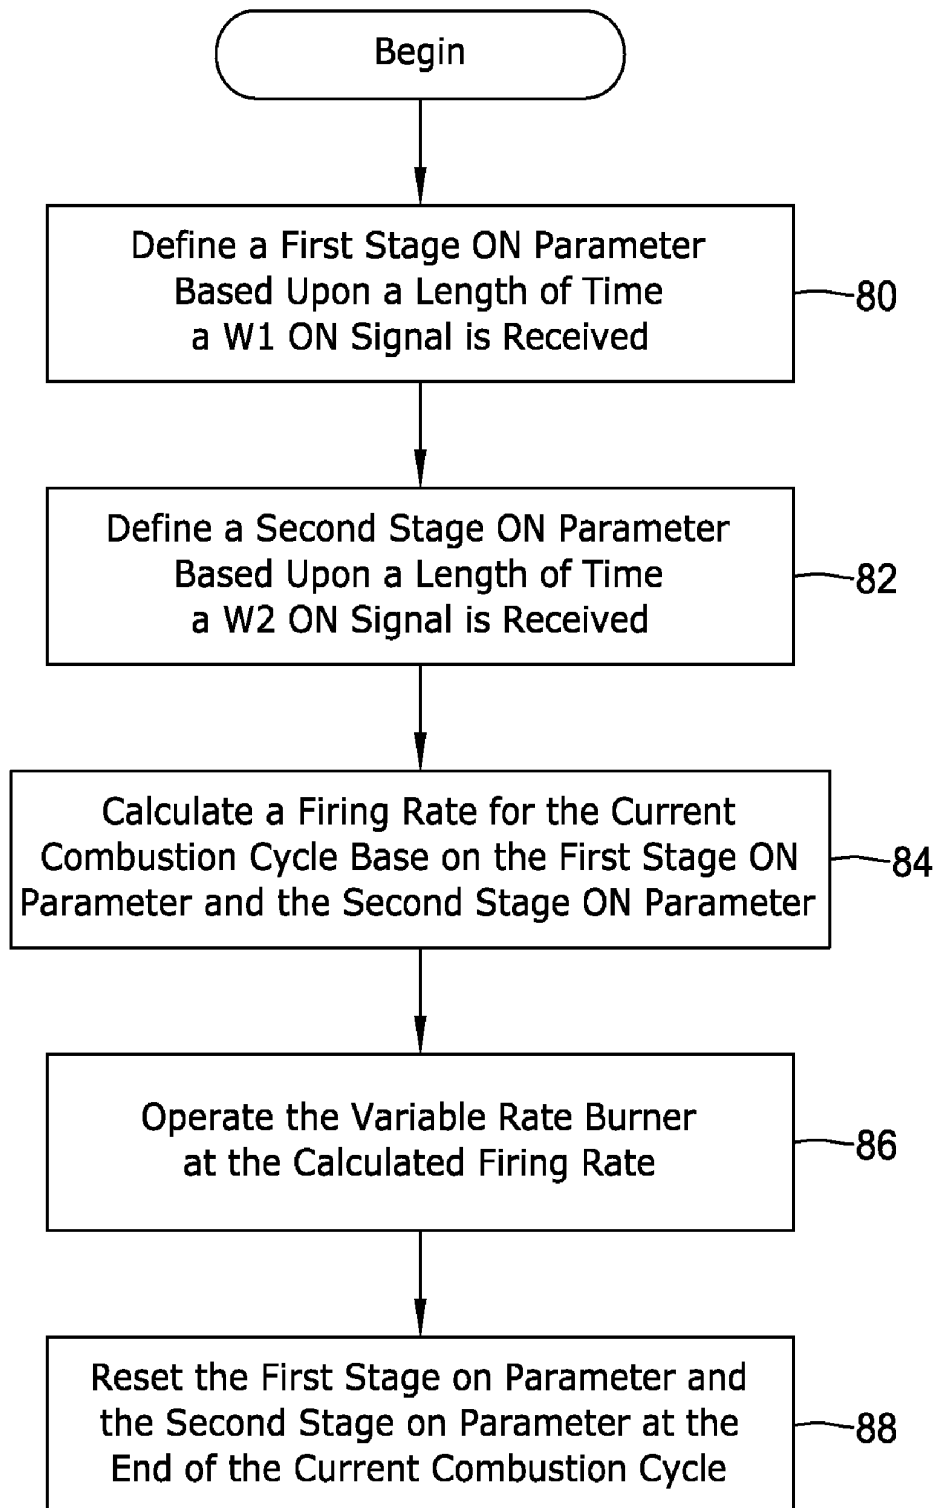 Begin
Define a First Stage ON Parameter
Based Upon a Length of Time
a W1 ON Signal is Received
80
Define a Second Stage ON Parameter
Based Upon a Length of Time
a W2 ON Signal is Received
82
Calculate a Firing Rate for the Current
Combustion Cycle Base on the First Stage ON
Parameter and the Second Stage ON Parameter
84
Operate the Variable Rate Burner
at the Calculated Firing Rate
86
Reset the First Stage on Parameter and
the Second Stage on Parameter at the
End of the Current Combustion Cycle
88